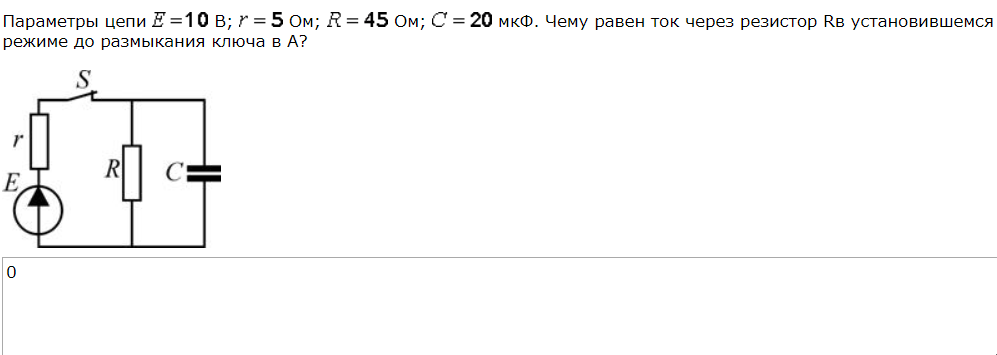 Параметры цепи E =10 В; r = 5 Ом; R = 45 Ом; C = 20 мкФ. Чему равен ток через резистор Rв установившемся
режиме до размыкания ключа в А?
S
r
R
C
E
0